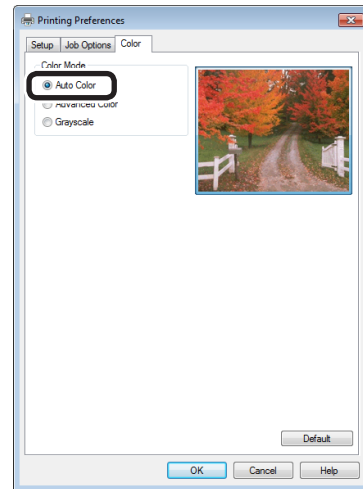 Printing Preferences
Setup Job Options Color
Color Mode
Auto Color
Advanced Color
Grayscale
Default
OK Cancel Help